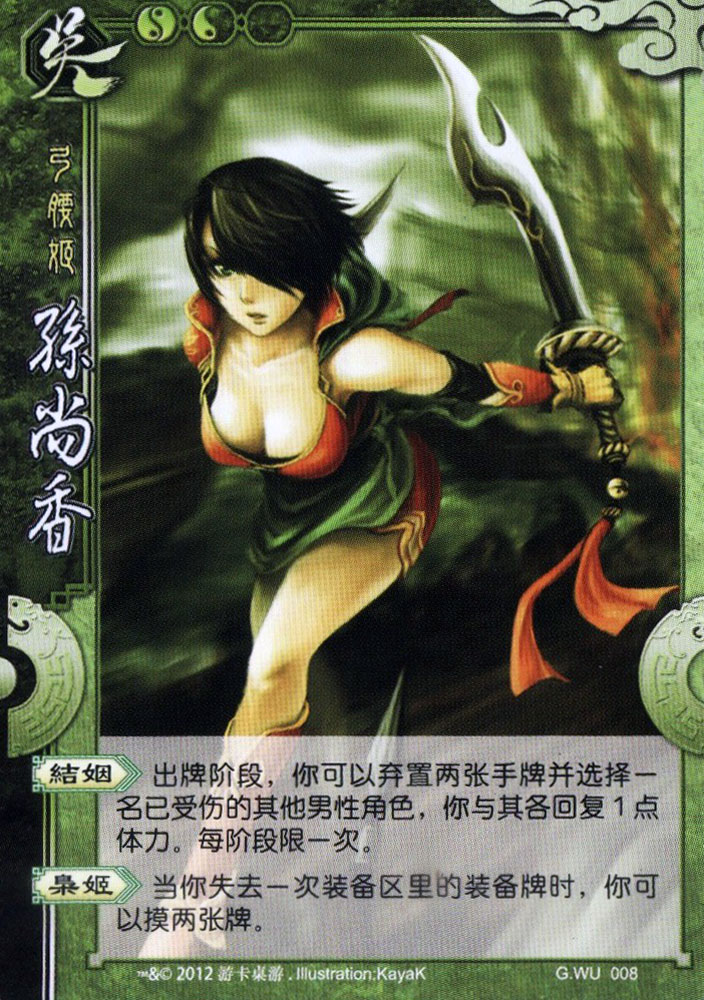 吴
弓腰姬
孫尚香
結姻 出牌阶段，你可以弃置两张手牌并选择一
名已受伤的其他男性角色，你与其各回复1点
体力。每阶段限一次。
梟姬 当你失去一次装备区里的装备牌时，你可
以摸两张牌。
™&© 2012 游卡桌游 . Illustration:KayaK G.WU 008